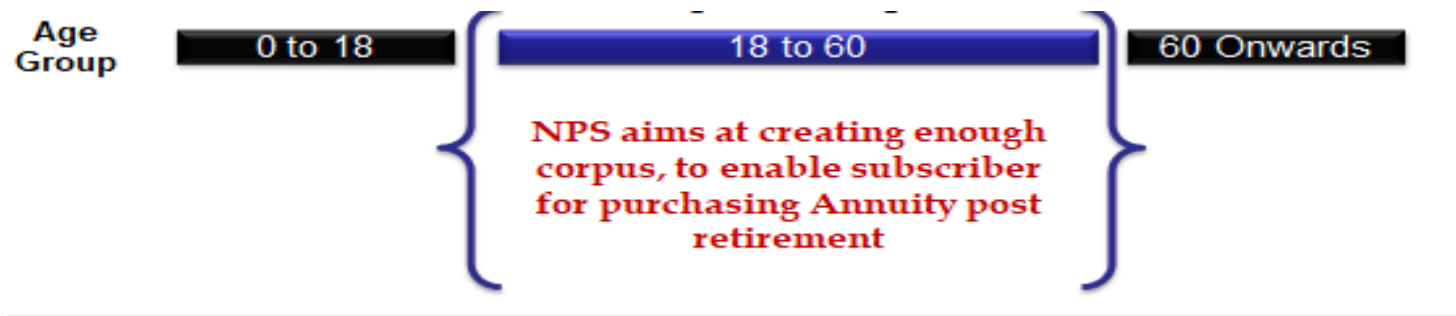 Age
Group
0 to 18
18 to 60
60 Onwards
NPS aims at creating enough
corpus, to enable subscriber
for purchasing Annuity post
retirement